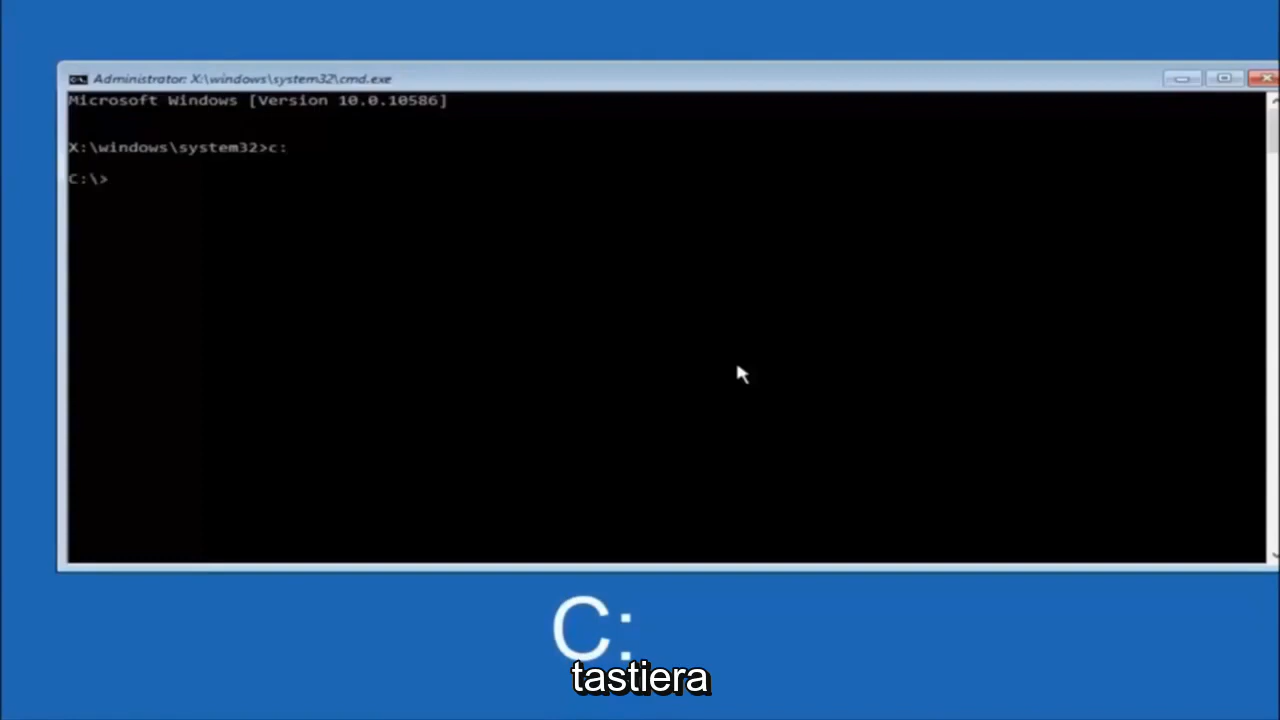 Administrator: X:\windows\system32\cmd.exe
Microsoft Windows [Version 10.0.10586]
X:\windows\system32>c:
C:\>
C:
tastiera